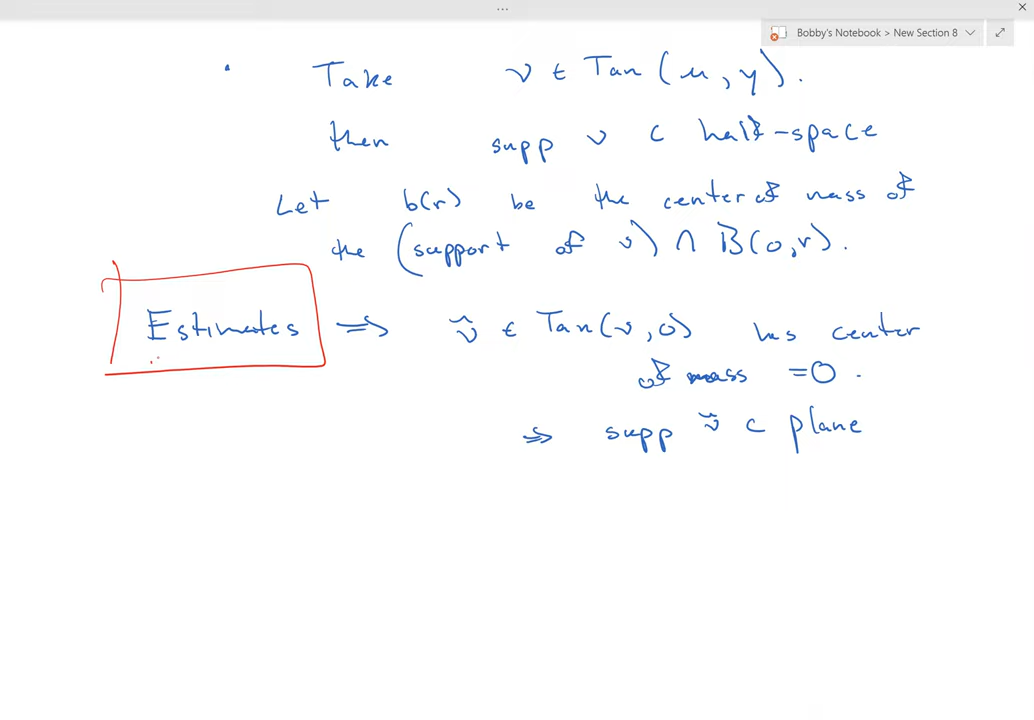 ...
Bobby's Notebook > New Section 8
Take ν ∈ Tan(μ, y).
then supp ν ⊂ half-space
Let b(r) be the center of mass of
the (support of ν) ∩ B(0,r).
Estimates ⇒ ν̃ ∈ Tan(ν,0) has center
of mass =0.
⇒ supp ν̃ ⊂ plane